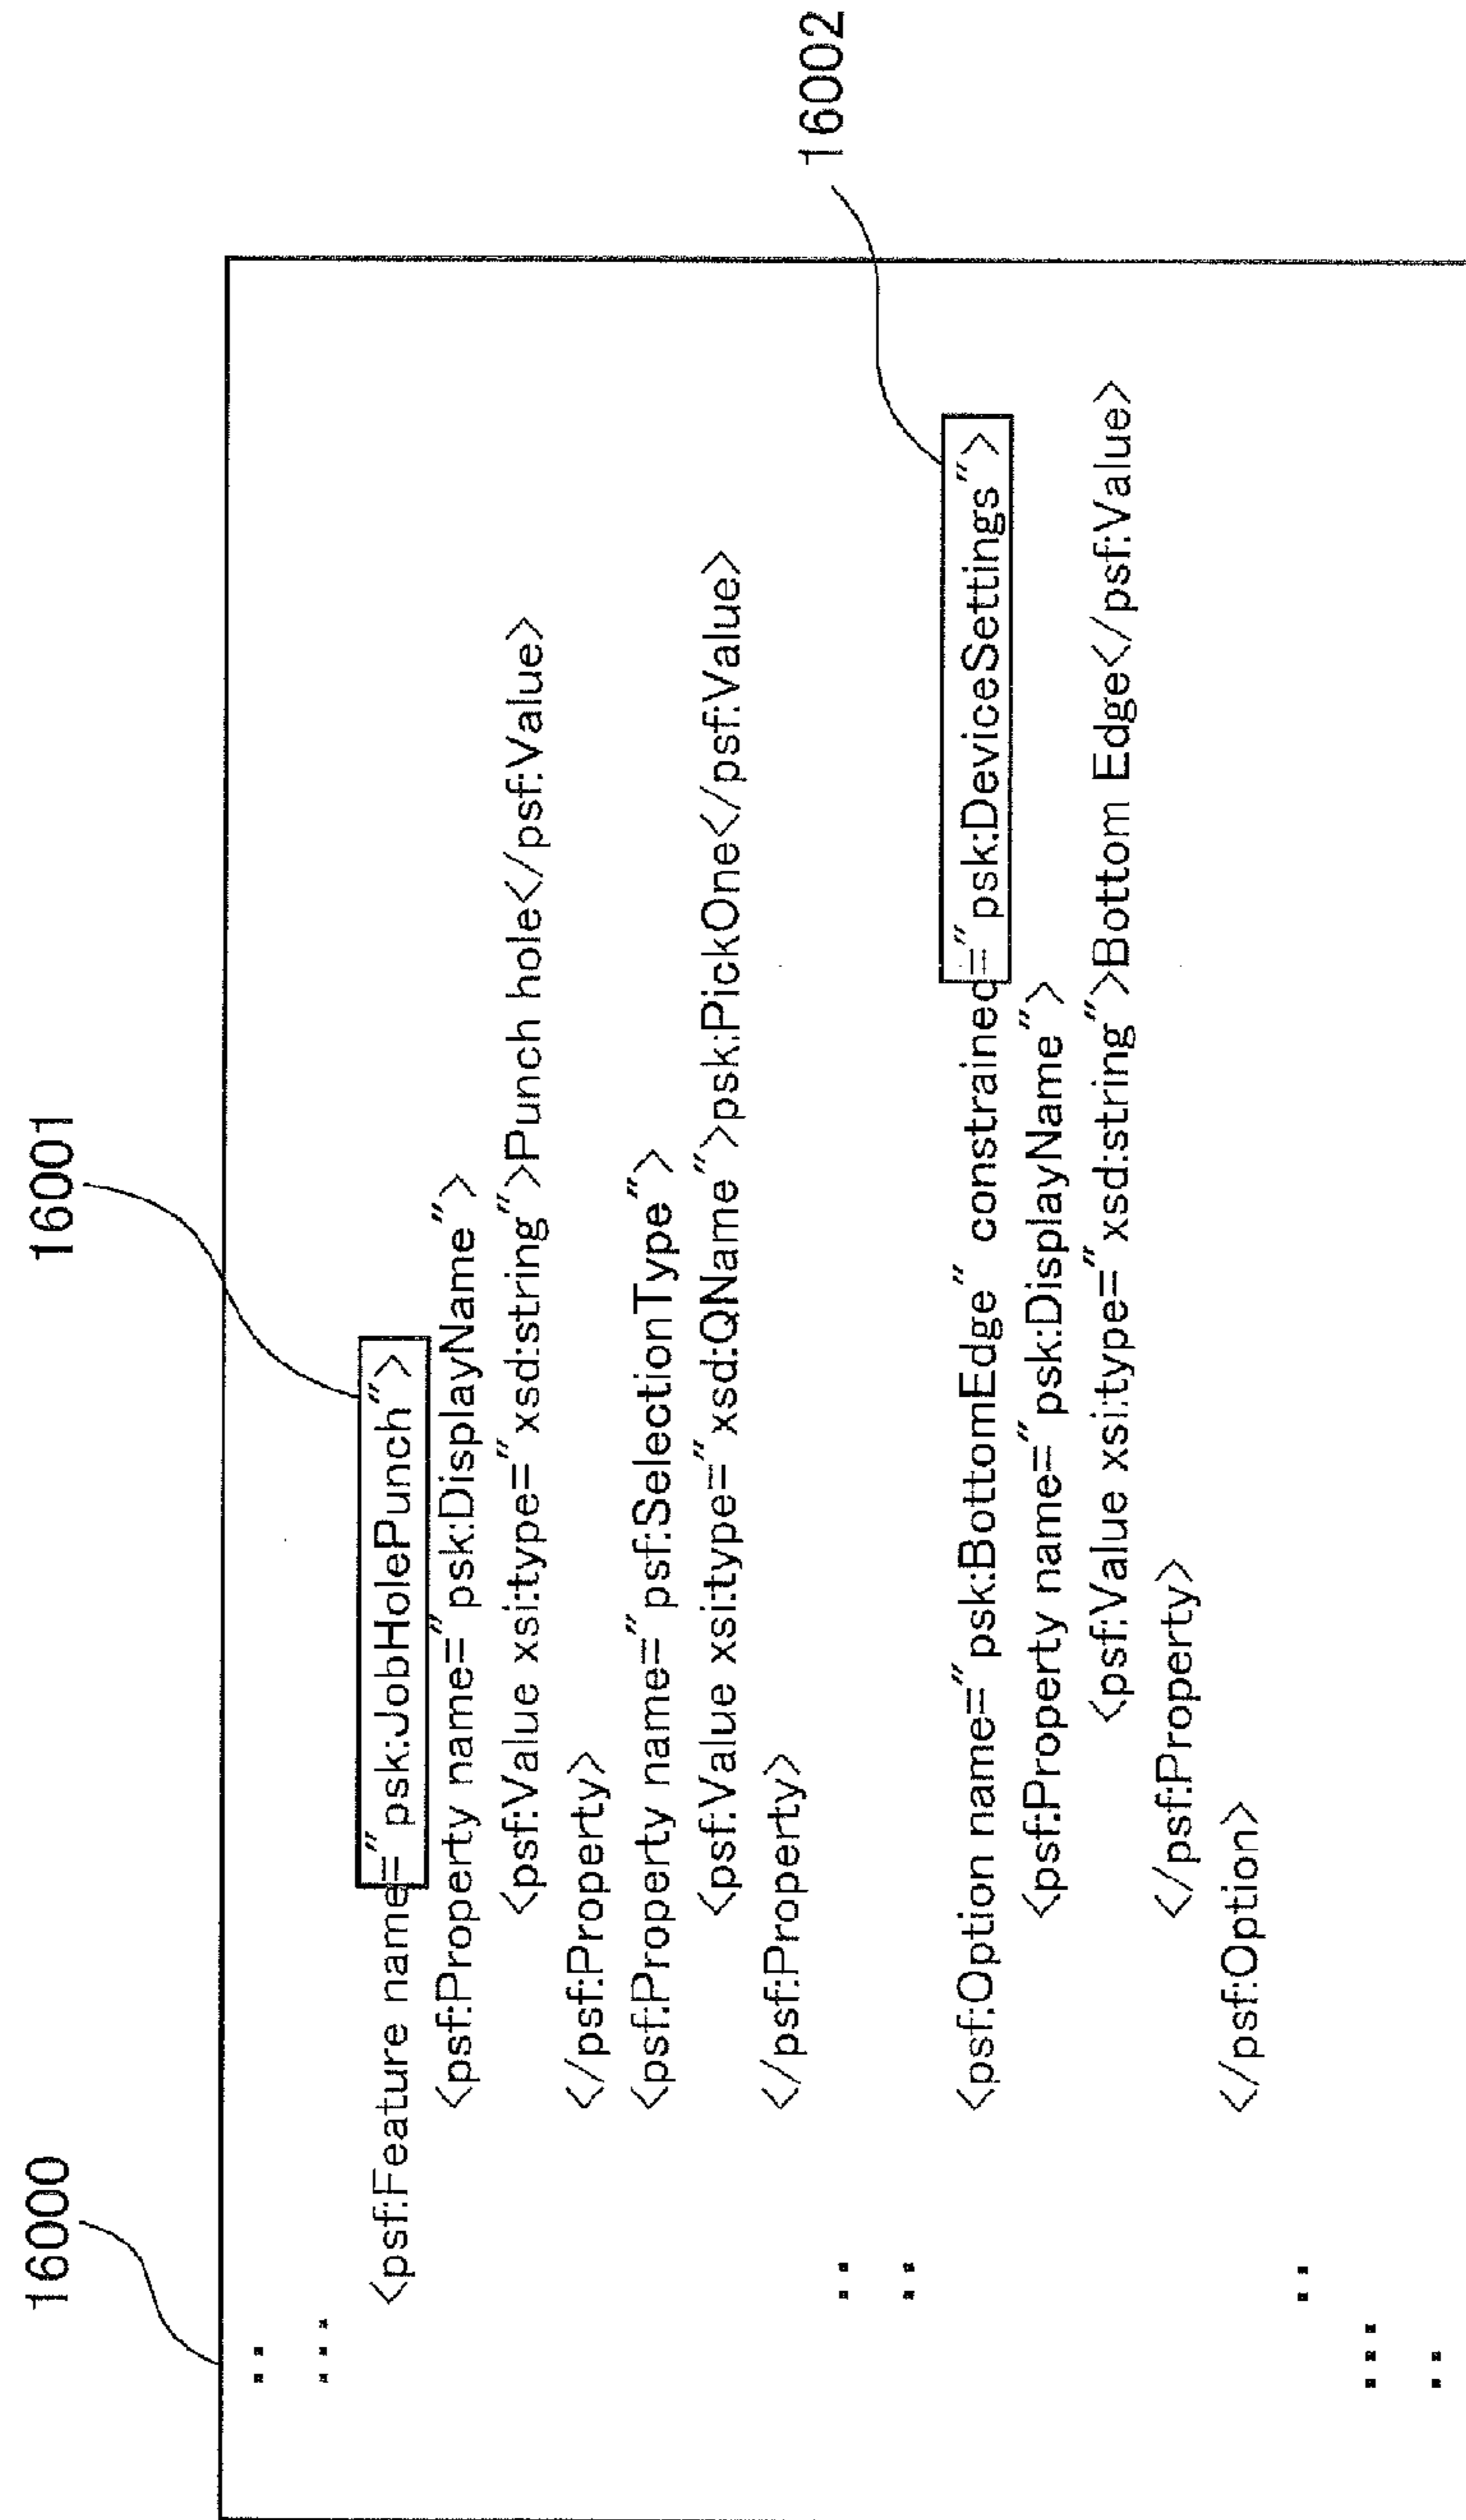 16000
16001
16002
<psf:Feature name="psk:JobHolePunch">
<psf:Property name="psk:DisplayName">
<psf:Value xsi:type="xsd:string">Punch hole</psf:Value>
</psf:Property>
<psf:Property name="psf:SelectionType">
<psf:Value xsi:type="xsd:QName">psk:PickOne</psf:Value>
</psf:Property>
<psf:Option name="psk:BottomEdge" constrained="psk:DeviceSettings">
<psf:Property name="psk:DisplayName">
<psf:Value xsi:type="xsd:string">Bottom Edge</psf:Value>
</psf:Property>
</psf:Option>